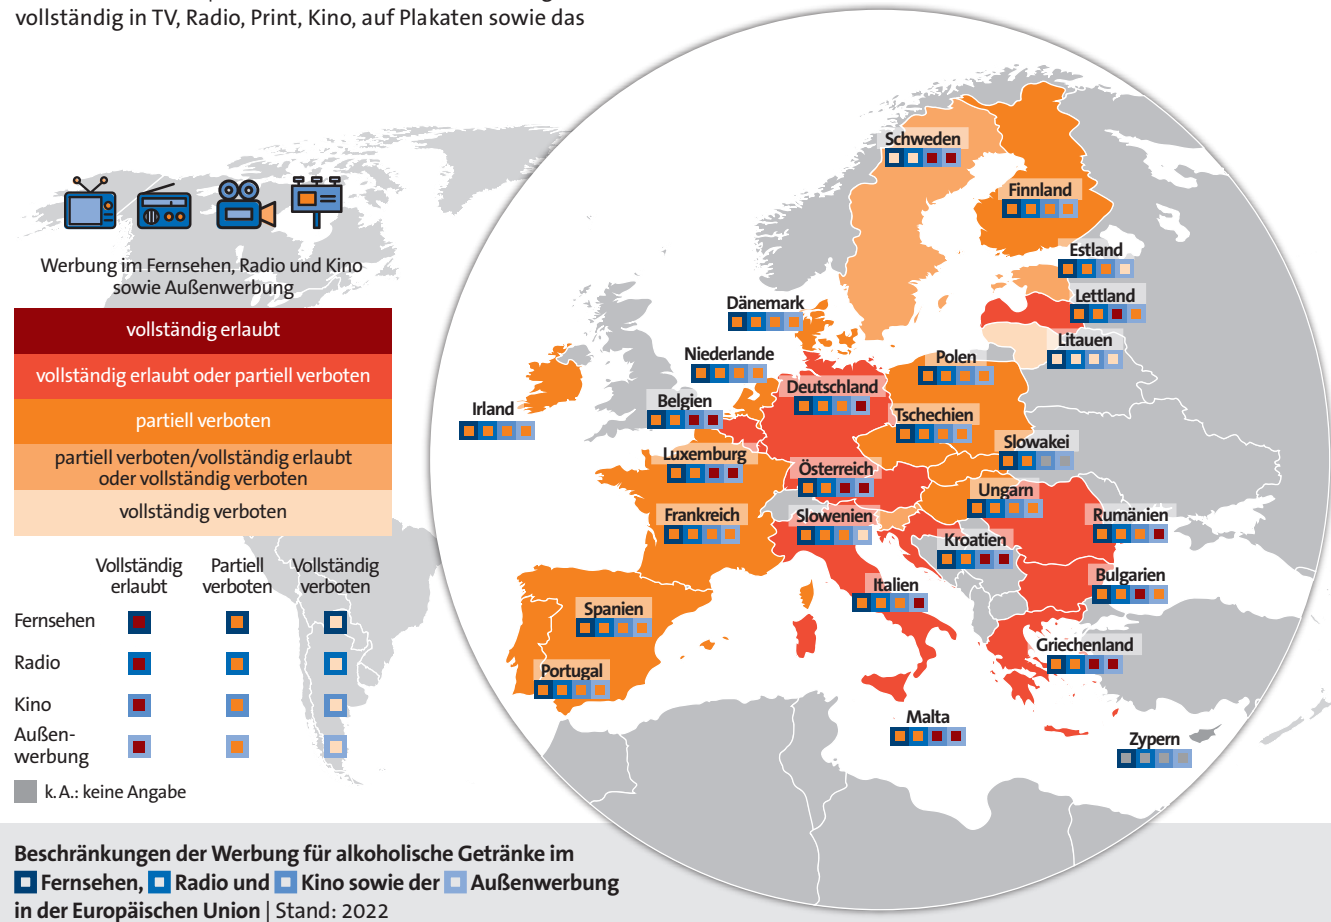 vollständig in TV, Radio, Print, Kino, auf Plakaten sowie das
Werbung im Fernsehen, Radio und Kino
sowie Außenwerbung
vollständig erlaubt
vollständig erlaubt oder partiell verboten
partiell verboten
partiell verboten/vollständig erlaubt
oder vollständig verboten
vollständig verboten
Vollständig
erlaubt
Partiell
verboten
Vollständig
verboten
Fernsehen
Radio
Kino
Außen-
werbung
k. A.: keine Angabe
Schweden
Finnland
Estland
Lettland
Litauen
Dänemark
Niederlande
Polen
Deutschland
Belgien
Irland
Tschechien
Slowakei
Luxemburg
Österreich
Ungarn
Frankreich
Slowenien
Rumänien
Kroatien
Bulgarien
Italien
Spanien
Griechenland
Portugal
Malta
Zypern
Beschränkungen der Werbung für alkoholische Getränke im
Fernsehen, Radio und Kino sowie der Außenwerbung
in der Europäischen Union | Stand: 2022